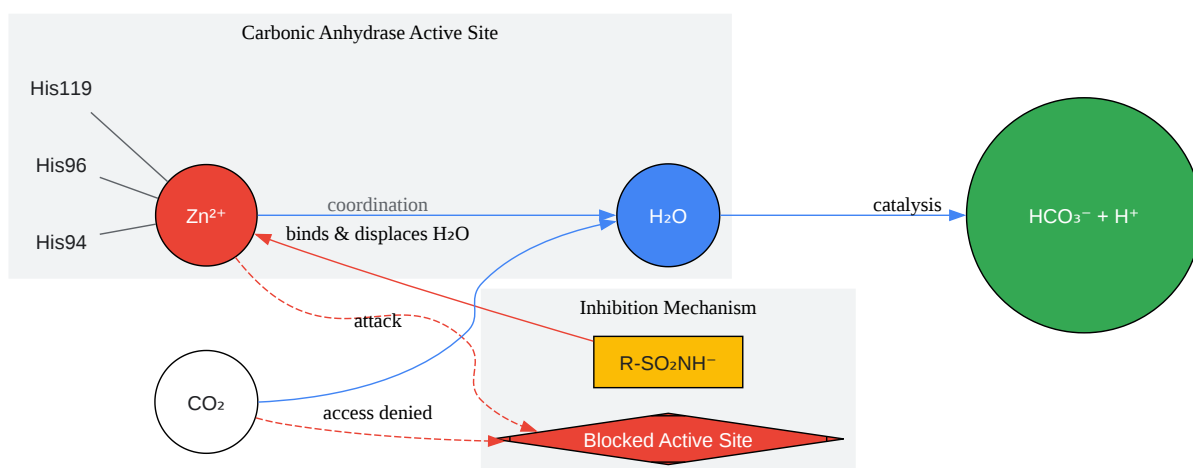 Carbonic Anhydrase Active Site
His119
His96
His94
Zn²⁺
coordination
binds & displaces H₂O
H₂O
catalysis
HCO₃⁻ + H⁺
attack
Inhibition Mechanism
R-SO₂NH⁻
CO₂
access denied
Blocked Active Site